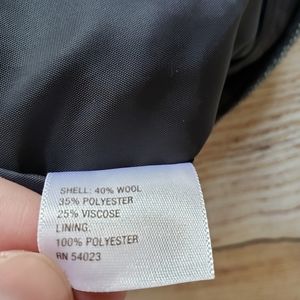 SHELL: 40% WOOL
35% POLYESTER
25% VISCOSE
LINING.
100% POLYESTER
RN 54023